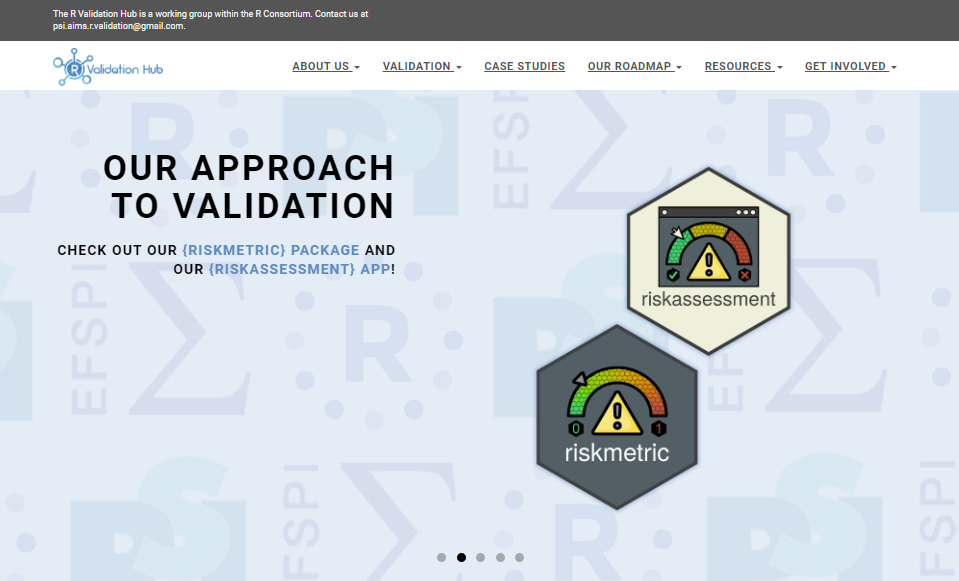 The R Validation Hub is a working group within the R Consortium. Contact us at
psi.aims.r.validation@gmail.com.
R Validation Hub
ABOUT US
VALIDATION
CASE STUDIES
OUR ROADMAP
RESOURCES
GET INVOLVED
OUR APPROACH
TO VALIDATION
CHECK OUT OUR {RISKMETRIC} PACKAGE AND
OUR {RISKASSESSMENT} APP!
riskassessment
0 1
riskmetric
EFSPI
Σ
R
PSI